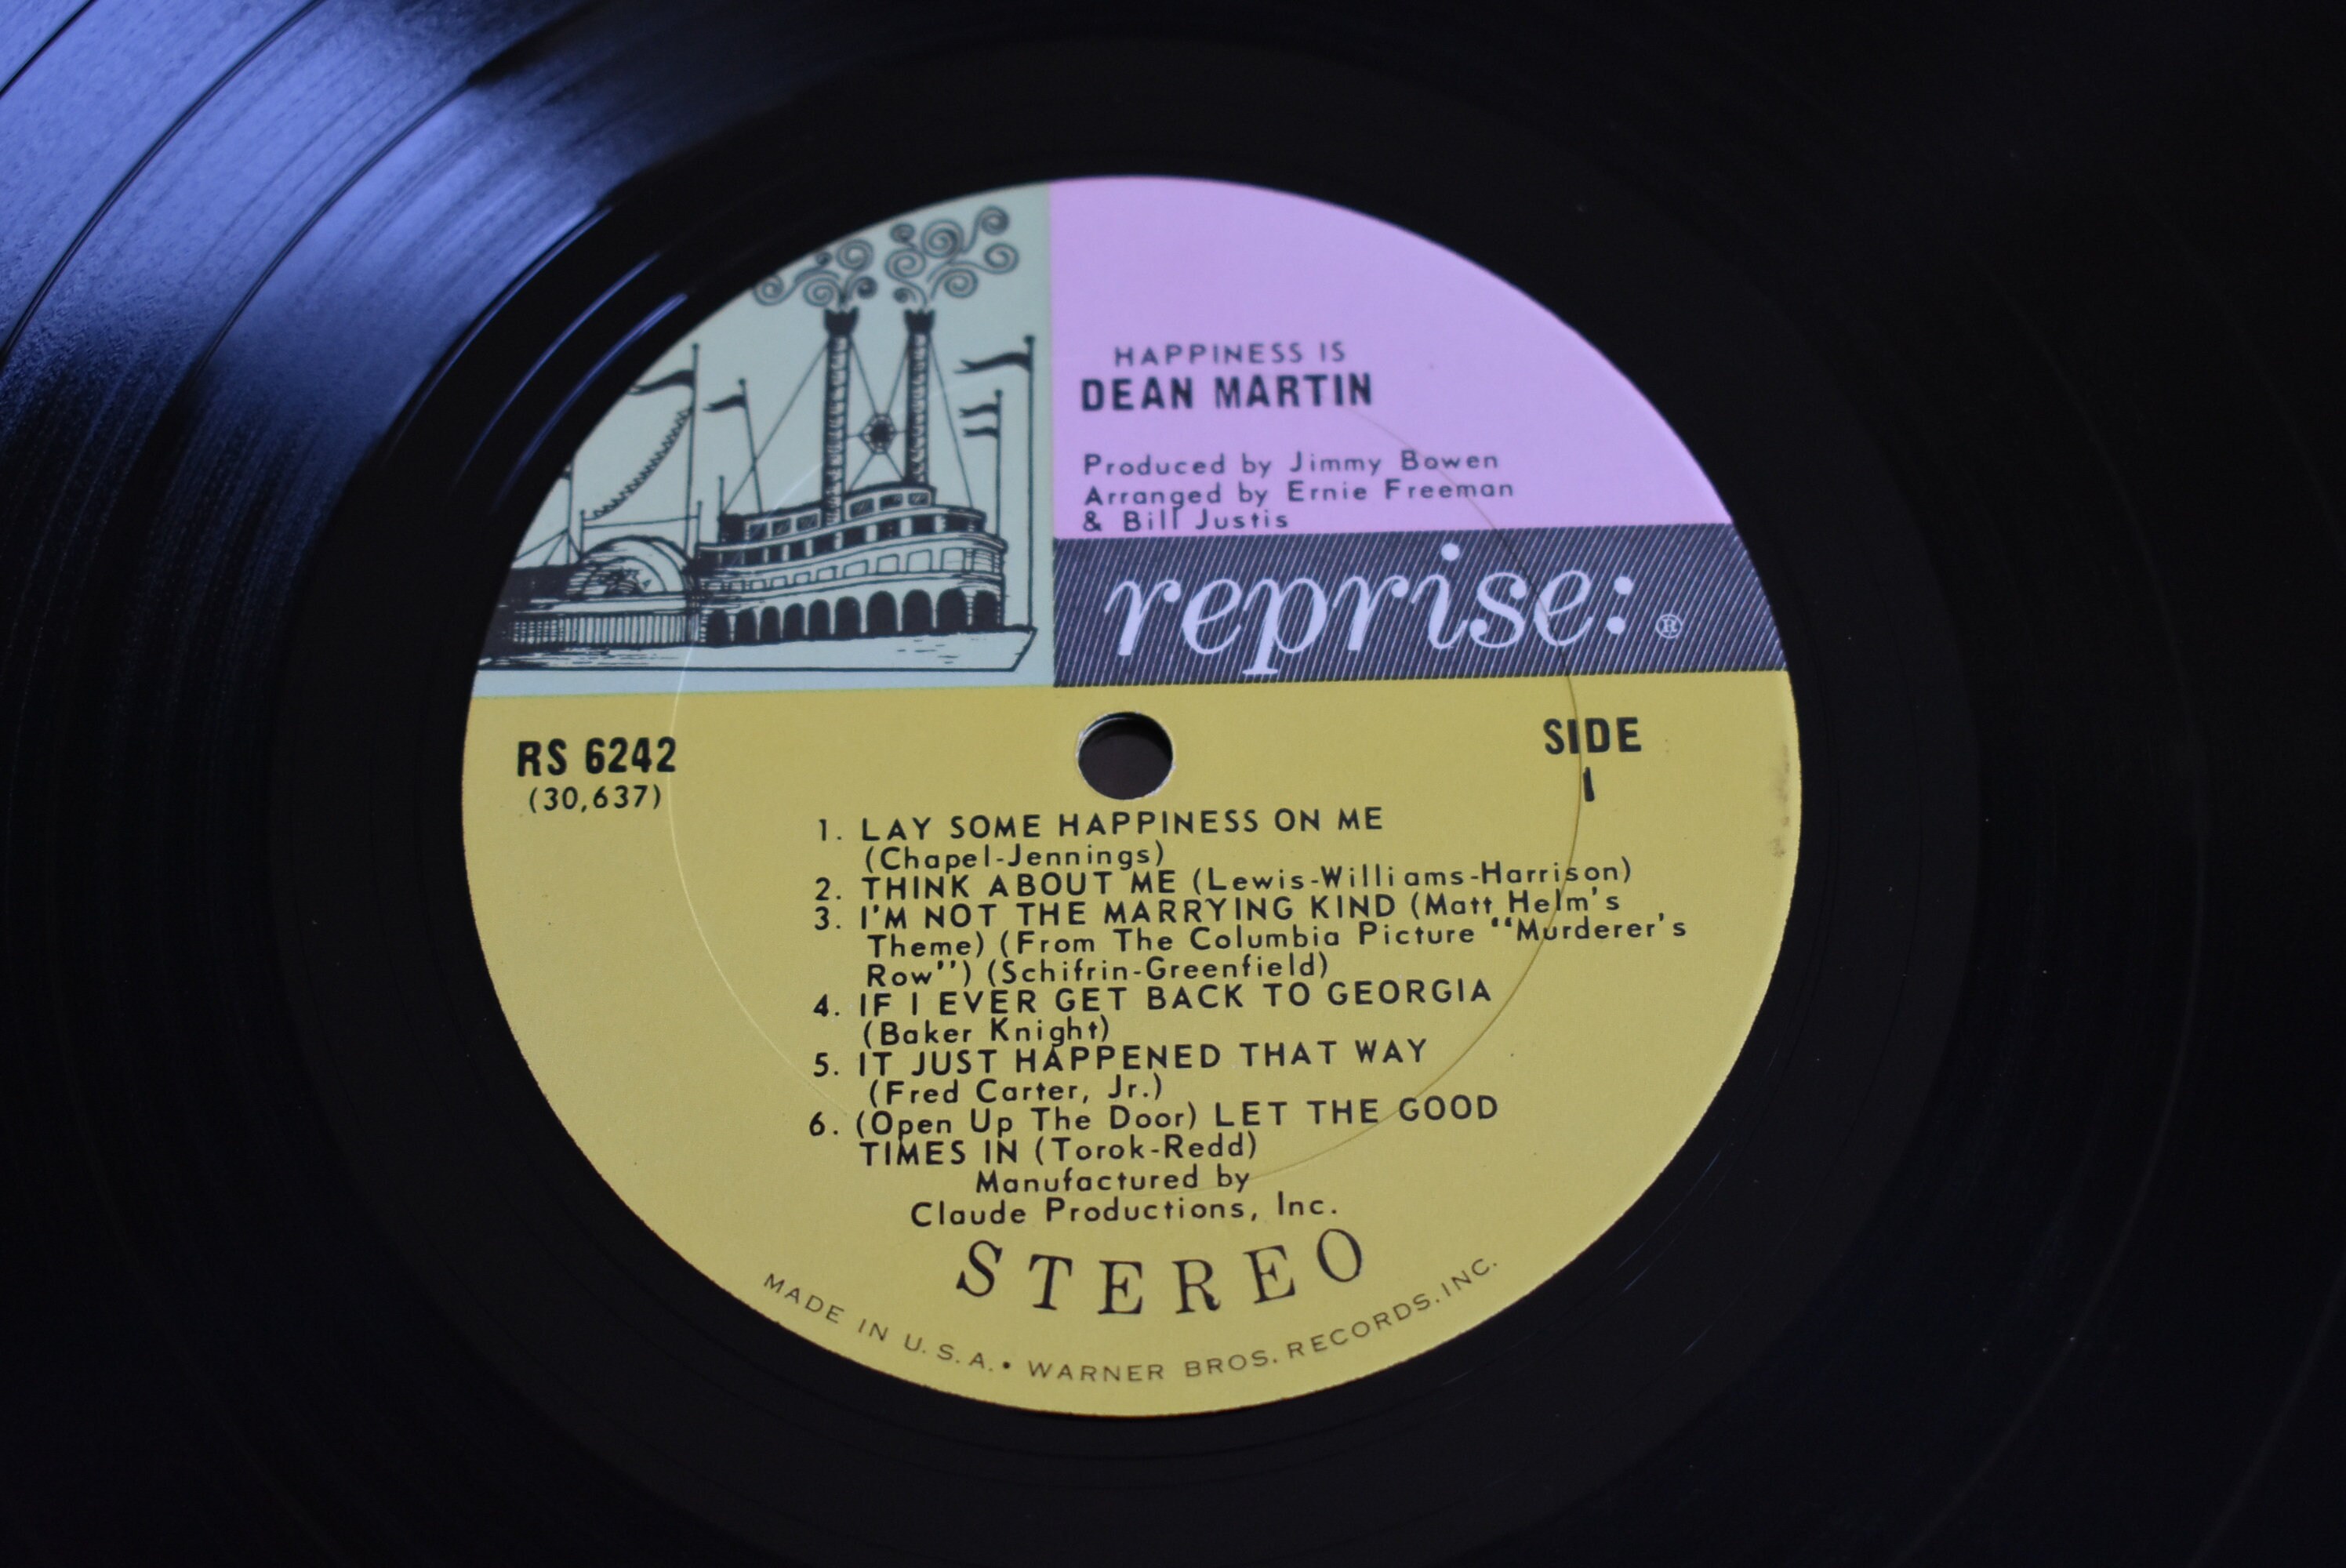 HAPPINESS IS
DEAN MARTIN
Produced by Jimmy Bowen
Arranged by Ernie Freeman
& Bill Justis
reprise:®
RS 6242
(30,637)
SIDE
1
1. LAY SOME HAPPINESS ON ME
(Chapel-Jennings)
2. THINK ABOUT ME (Lewis-Williams-Harrison)
3. I'M NOT THE MARRYING KIND (Matt Helm's
Theme) (From The Columbia Picture "Murderer's
Row") (Schifrin-Greenfield)
4. IF I EVER GET BACK TO GEORGIA
(Baker Knight)
5. IT JUST HAPPENED THAT WAY
(Fred Carter, Jr.)
6. (Open Up The Door) LET THE GOOD
TIMES IN (Torok-Redd)
Manufactured by
Claude Productions, Inc.
STEREO
MADE IN U.S.A. • WARNER BROS. RECORDS. INC.